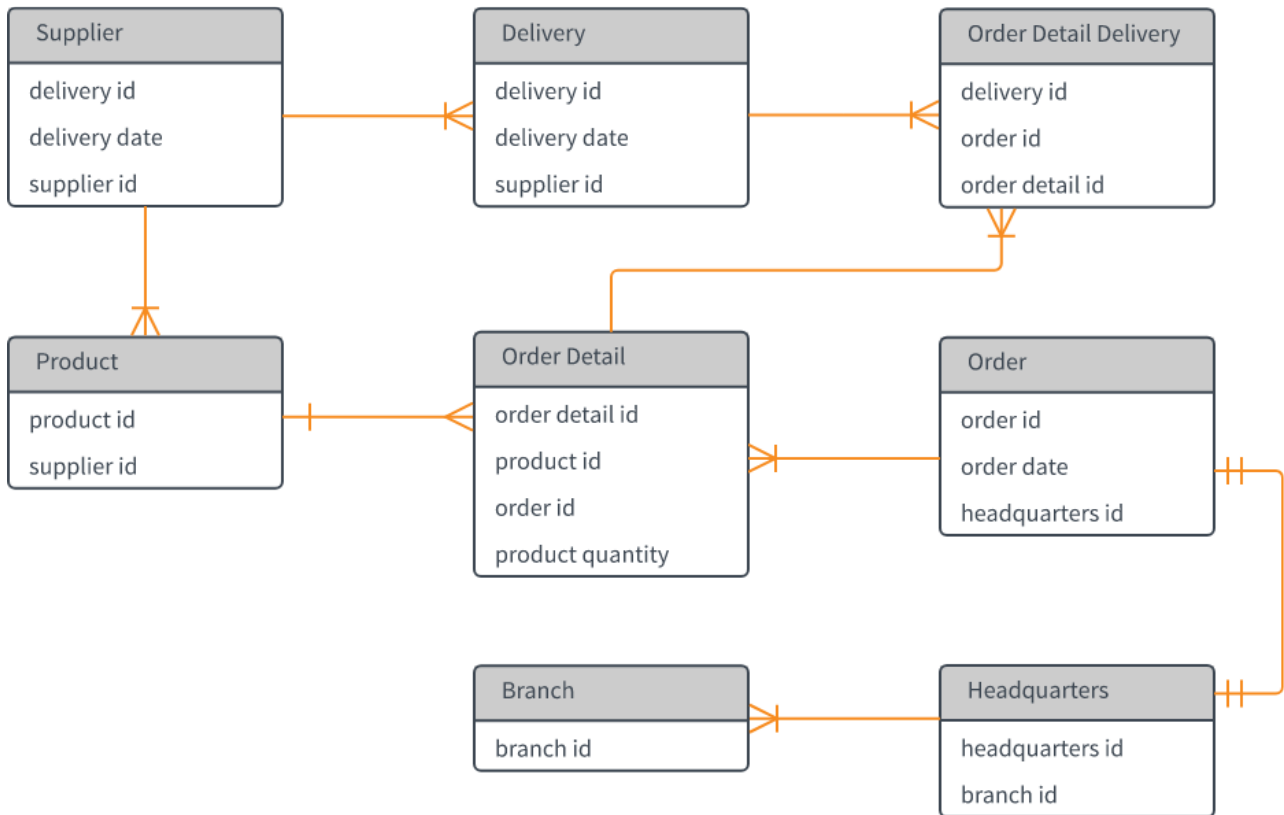 Supplier
delivery id
delivery date
supplier id
Delivery
delivery id
delivery date
supplier id
Order Detail Delivery
delivery id
order id
order detail id
Product
product id
supplier id
Order Detail
order detail id
product id
order id
product quantity
Order
order id
order date
headquarters id
Branch
branch id
Headquarters
headquarters id
branch id